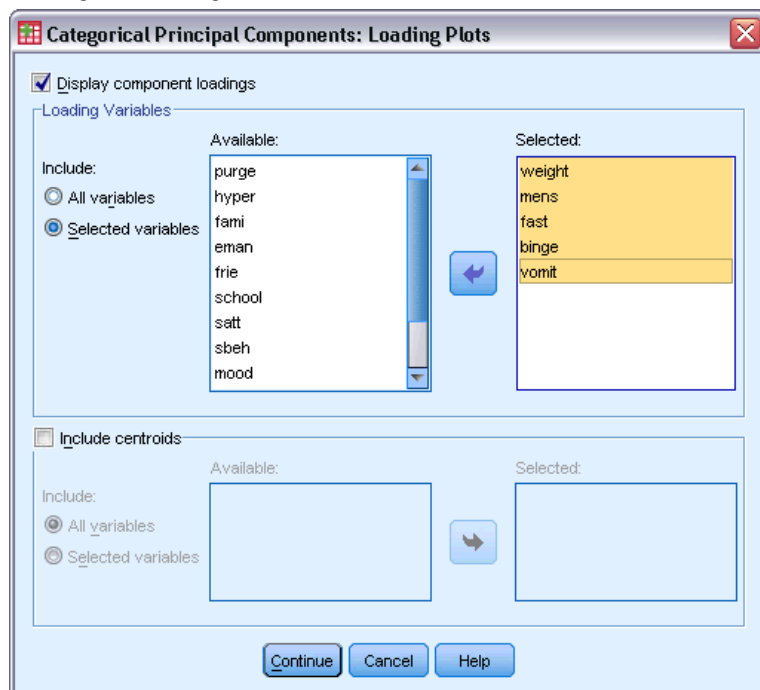 Categorical Principal Components: Loading Plots
Display component loadings
Loading Variables
Available:
Selected:
Include:
All variables
Selected variables
purge
hyper
fami
eman
frie
school
satt
sbeh
mood
weight
mens
fast
binge
vomit
Include centroids
Available:
Selected:
Include:
All variables
Selected variables
Continue
Cancel
Help